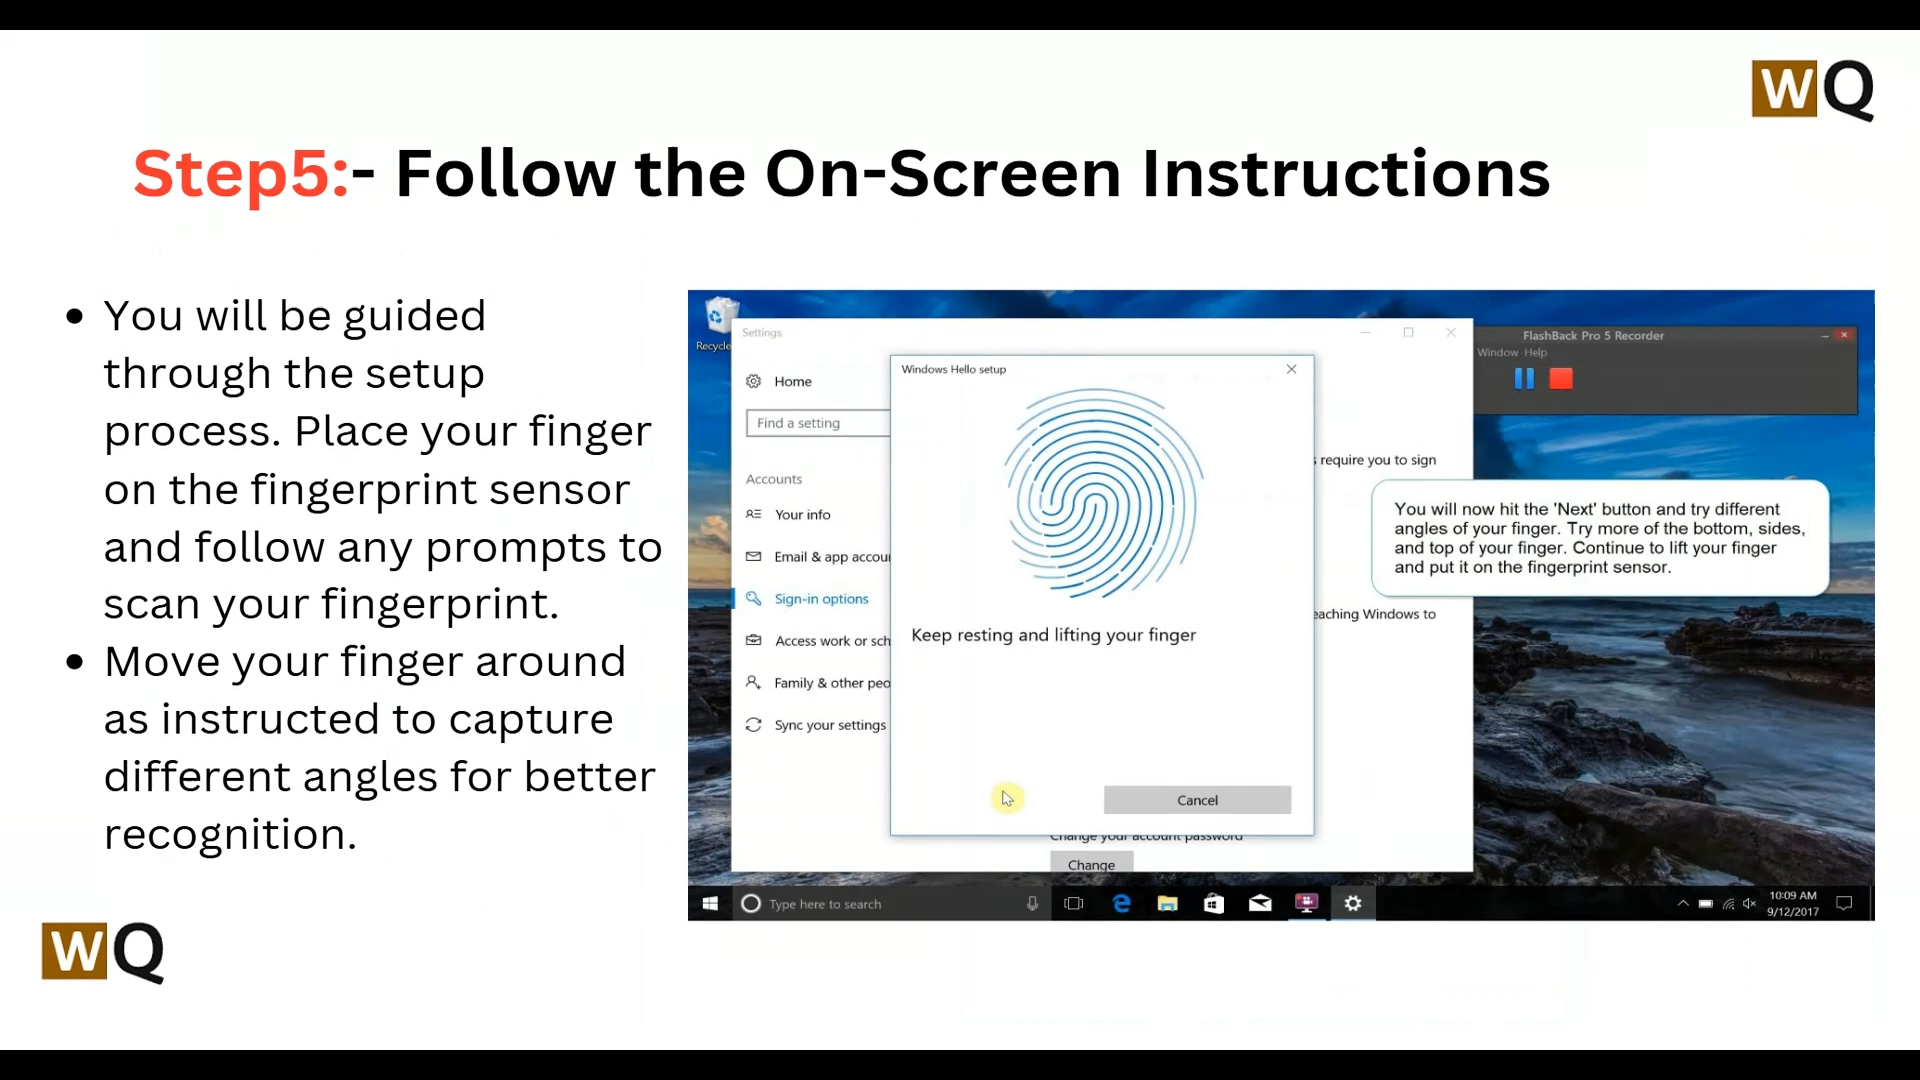 WQ
Step5:- Follow the On-Screen Instructions
• You will be guided
through the setup
process. Place your finger
on the fingerprint sensor
and follow any prompts to
scan your fingerprint.
• Move your finger around
as instructed to capture
different angles for better
recognition.
Recycle
Settings
Home
Find a setting
Accounts
Your info
Email & app accou
Sign-in options
Access work or sch
Family & other peo
Sync your settings
Windows Hello setup
Keep resting and lifting your finger
Cancel
require you to sign
eaching Windows to
Change your account password
Change
FlashBack Pro 5 Recorder
Window Help
You will now hit the 'Next' button and try different
angles of your finger. Try more of the bottom, sides,
and top of your finger. Continue to lift your finger
and put it on the fingerprint sensor.
Type here to search
10:09 AM
9/12/2017
WQ